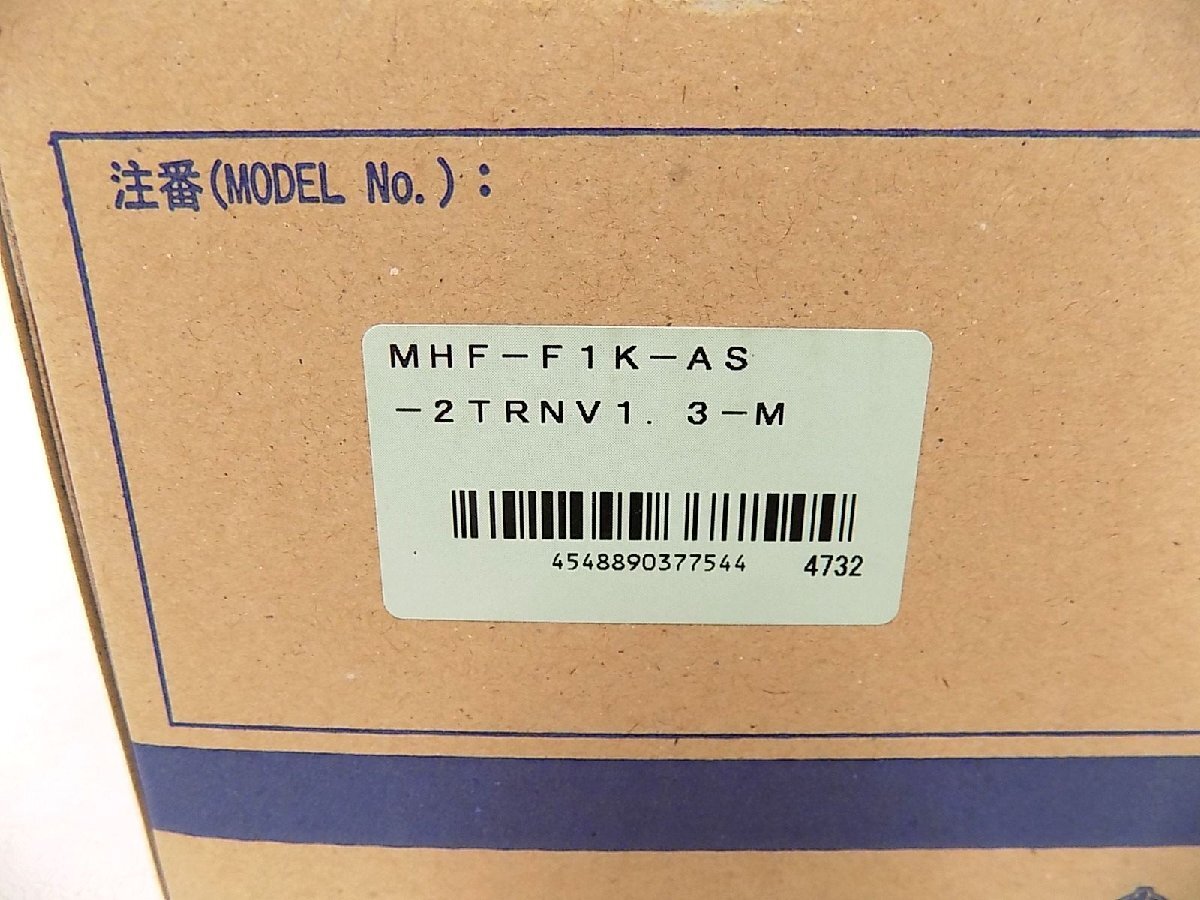 注番(MODEL No.):
MHF-F1K-AS
-2TRNV1. 3-M
4548890377544 4732